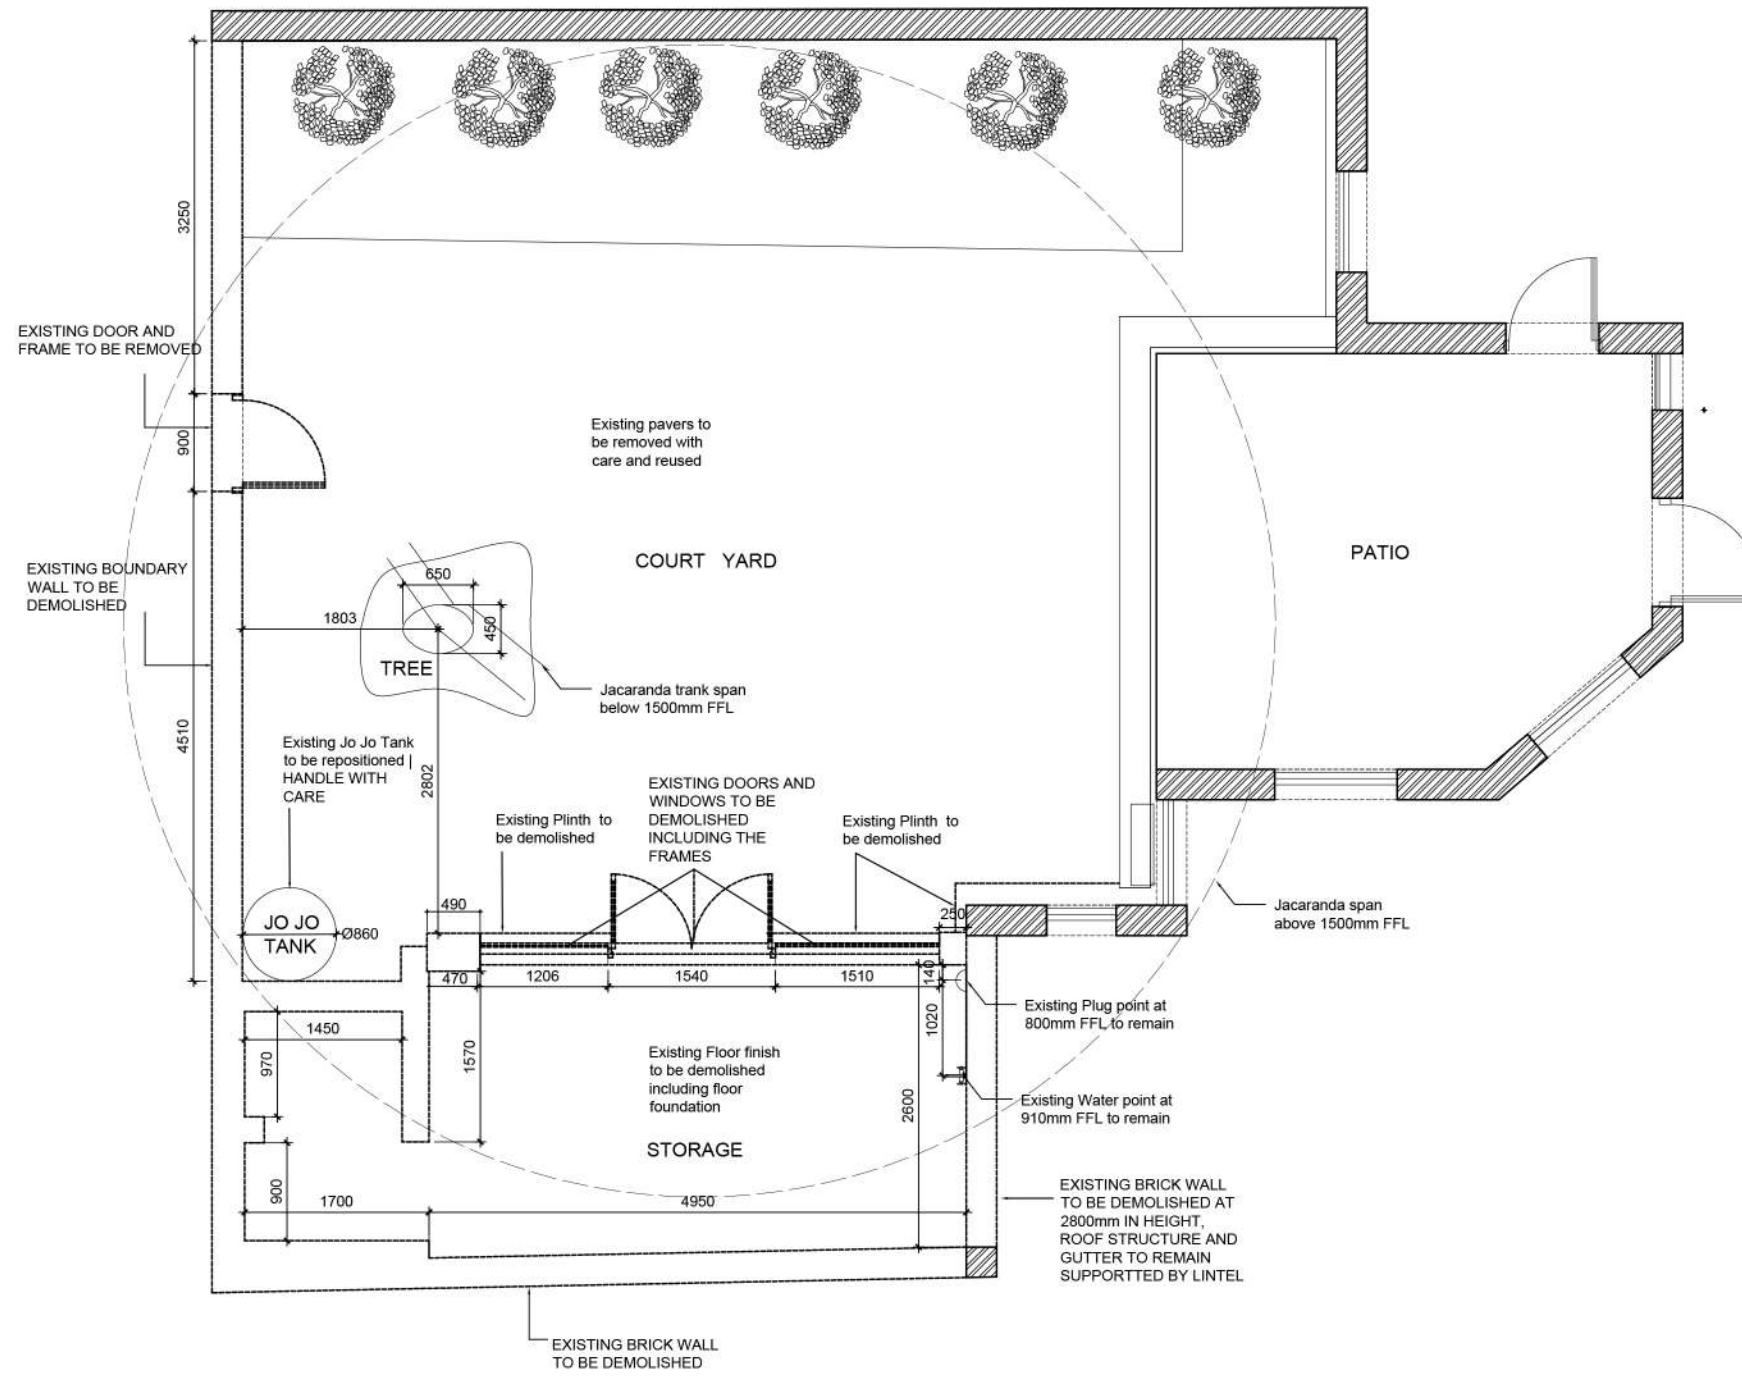 3250
EXISTING DOOR AND
FRAME TO BE REMOVED
900
Existing pavers to
be removed with
care and reused
COURT YARD
PATIO
EXISTING BOUNDARY
WALL TO BE
DEMOLISHED
650
450
1803
TREE
Jacaranda trank span
below 1500mm FFL
4510
Existing Jo Jo Tank
to be repositioned |
HANDLE WITH
CARE
2802
EXISTING DOORS AND
WINDOWS TO BE
DEMOLISHED
INCLUDING THE
FRAMES
Existing Plinth to
be demolished
Existing Plinth to
be demolished
490
250
Jacaranda span
above 1500mm FFL
JO JO
TANK
Ø860
470
1206
1540
1510
140
1020
Existing Plug point at
800mm FFL to remain
1450
970
1570
Existing Floor finish
to be demolished
including floor
foundation
2600
Existing Water point at
910mm FFL to remain
STORAGE
900
1700
4950
EXISTING BRICK WALL
TO BE DEMOLISHED AT
2800mm IN HEIGHT,
ROOF STRUCTURE AND
GUTTER TO REMAIN
SUPPORTTED BY LINTEL
EXISTING BRICK WALL
TO BE DEMOLISHED